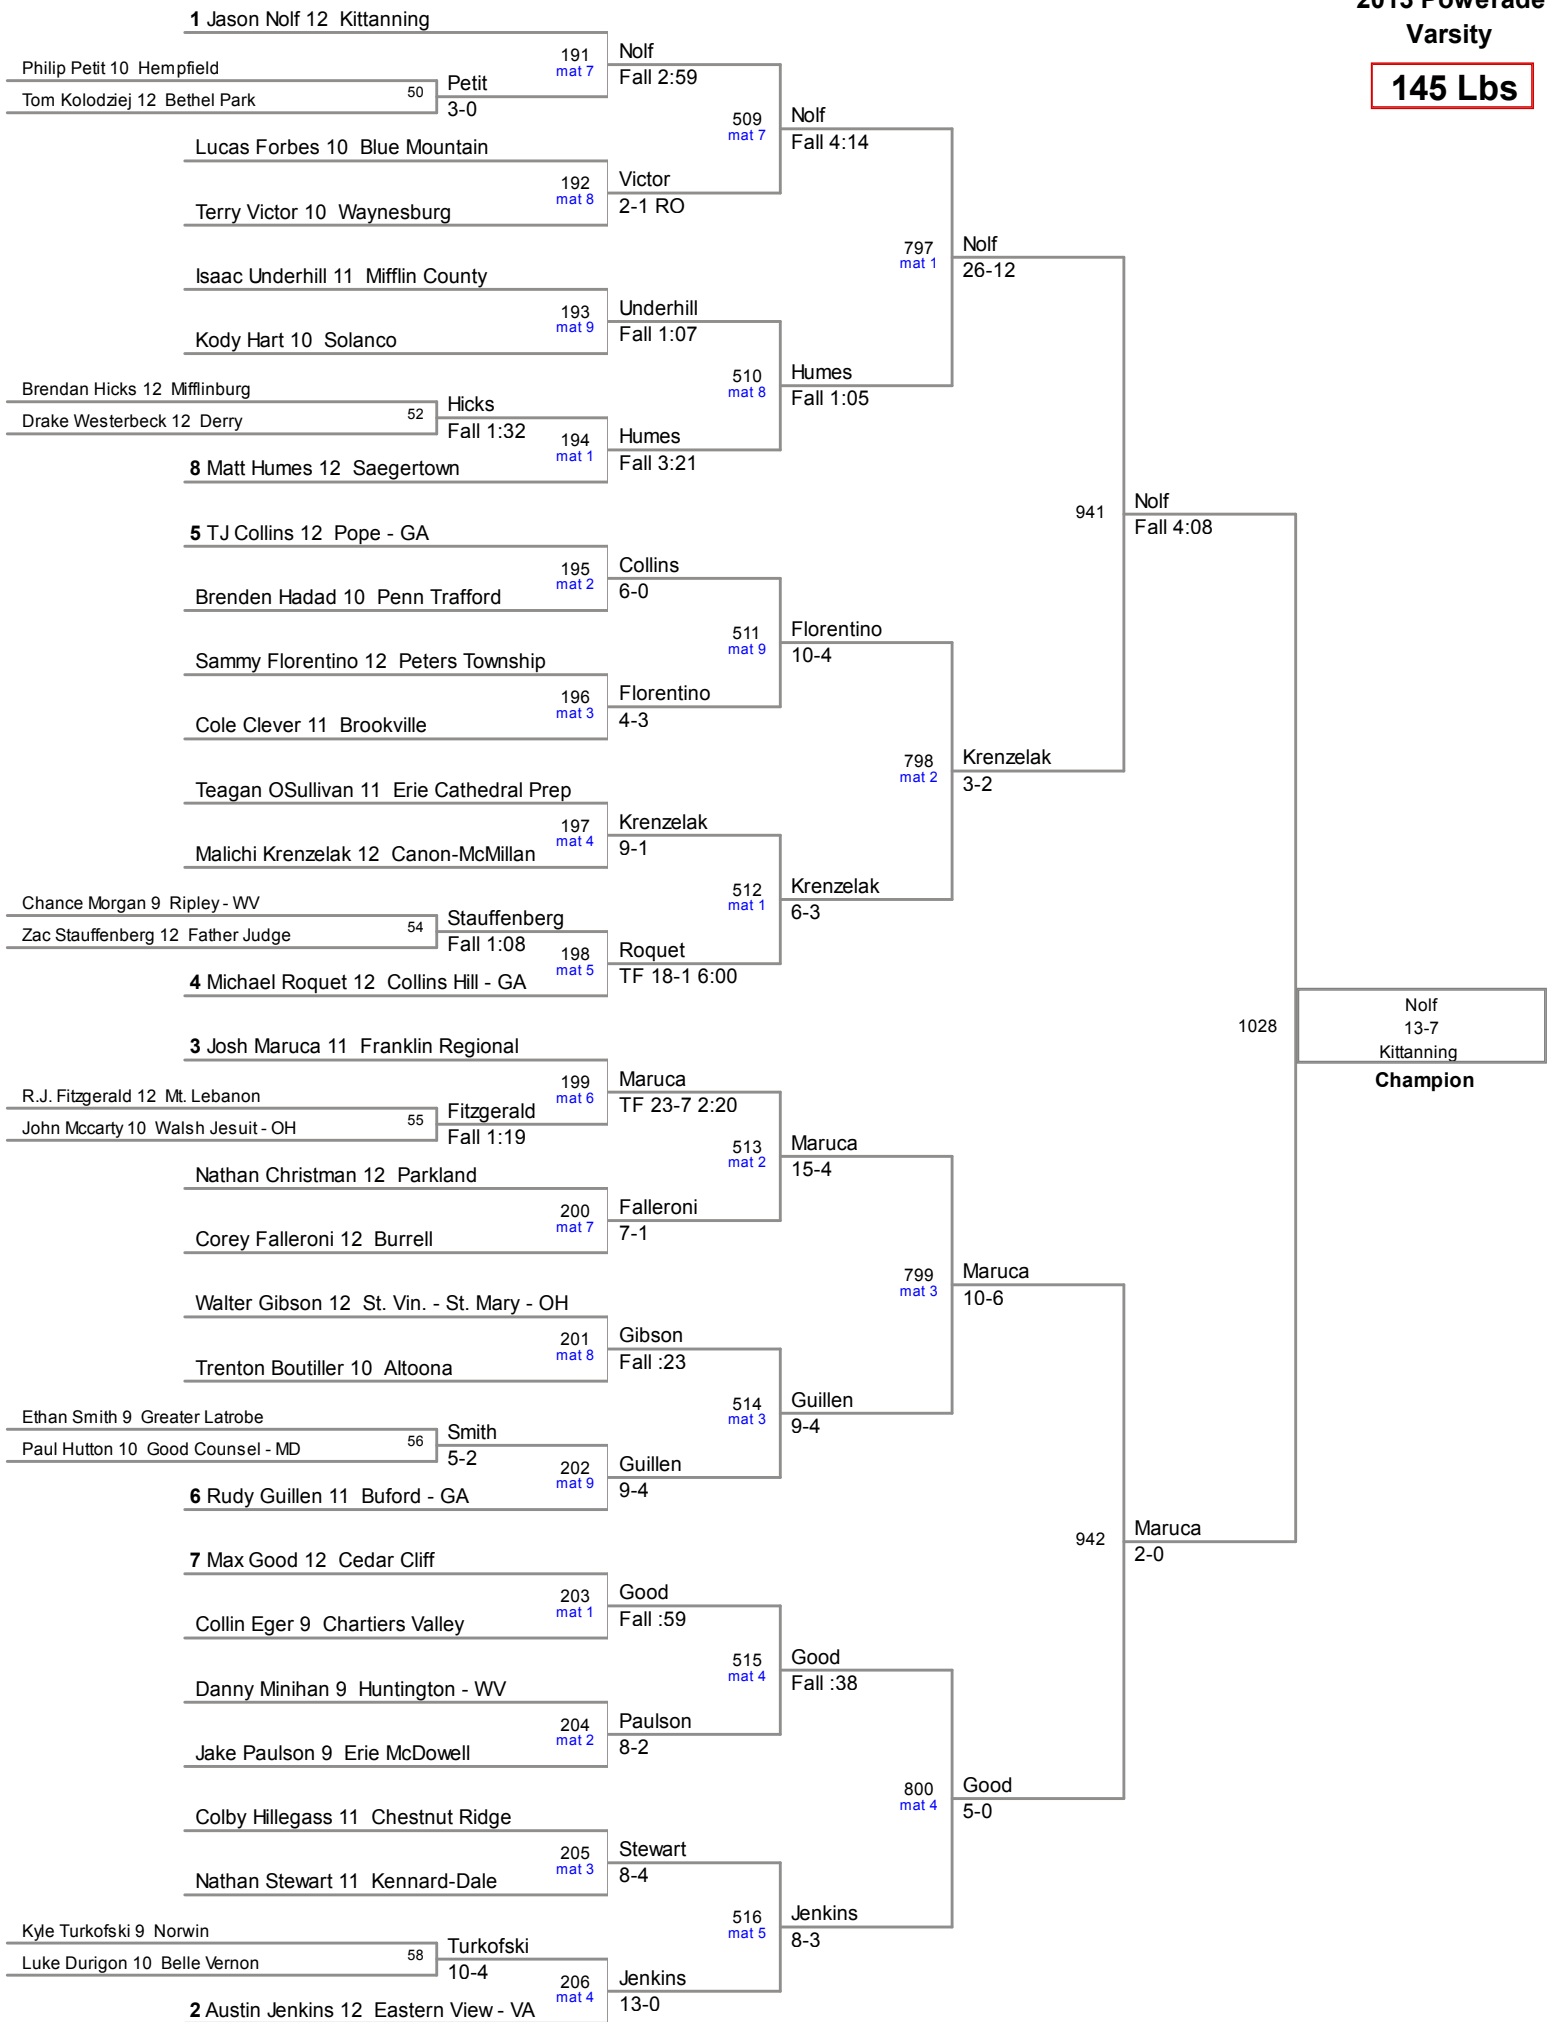 2013 Powerade
Varsity
145 Lbs
1 Jason Nolf 12 Kittanning
191
mat 7
Nolf
Fall 2:59
Philip Petit 10 Hempfield
Tom Kolodziej 12 Bethel Park
50
Petit
3-0
509
mat 7
Nolf
Fall 4:14
Lucas Forbes 10 Blue Mountain
Terry Victor 10 Waynesburg
192
mat 8
Victor
2-1 RO
797
mat 1
Nolf
26-12
Isaac Underhill 11 Mifflin County
Kody Hart 10 Solanco
193
mat 9
Underhill
Fall 1:07
510
mat 8
Humes
Fall 1:05
Brendan Hicks 12 Mifflinburg
Drake Westerbeck 12 Derry
52
Hicks
Fall 1:32
194
mat 1
Humes
Fall 3:21
8 Matt Humes 12 Saegertown
941
Nolf
Fall 4:08
5 TJ Collins 12 Pope - GA
Brenden Hadad 10 Penn Trafford
195
mat 2
Collins
6-0
511
mat 9
Florentino
10-4
Sammy Florentino 12 Peters Township
Cole Clever 11 Brookville
196
mat 3
Florentino
4-3
798
mat 2
Krenzelak
3-2
Teagan OSullivan 11 Erie Cathedral Prep
Malichi Krenzelak 12 Canon-McMillan
197
mat 4
Krenzelak
9-1
512
mat 1
Krenzelak
6-3
Chance Morgan 9 Ripley - WV
Zac Stauffenberg 12 Father Judge
54
Stauffenberg
Fall 1:08
198
mat 5
Roquet
TF 18-1 6:00
4 Michael Roquet 12 Collins Hill - GA
1028
Nolf
13-7
Kittanning
Champion
3 Josh Maruca 11 Franklin Regional
199
mat 6
Maruca
TF 23-7 2:20
R.J. Fitzgerald 12 Mt. Lebanon
John Mccarty 10 Walsh Jesuit - OH
55
Fitzgerald
Fall 1:19
513
mat 2
Maruca
15-4
Nathan Christman 12 Parkland
Corey Falleroni 12 Burrell
200
mat 7
Falleroni
7-1
799
mat 3
Maruca
10-6
Walter Gibson 12 St. Vin. - St. Mary - OH
Trenton Boutiller 10 Altoona
201
mat 8
Gibson
Fall :23
514
mat 3
Guillen
9-4
Ethan Smith 9 Greater Latrobe
Paul Hutton 10 Good Counsel - MD
56
Smith
5-2
202
mat 9
Guillen
9-4
6 Rudy Guillen 11 Buford - GA
942
Maruca
2-0
7 Max Good 12 Cedar Cliff
Collin Eger 9 Chartiers Valley
203
mat 1
Good
Fall :59
515
mat 4
Good
Fall :38
Danny Minihan 9 Huntington - WV
Jake Paulson 9 Erie McDowell
204
mat 2
Paulson
8-2
800
mat 4
Good
5-0
Colby Hillegass 11 Chestnut Ridge
Nathan Stewart 11 Kennard-Dale
205
mat 3
Stewart
8-4
516
mat 5
Jenkins
8-3
Kyle Turkofski 9 Norwin
Luke Durigon 10 Belle Vernon
58
Turkofski
10-4
206
mat 4
Jenkins
13-0
2 Austin Jenkins 12 Eastern View - VA